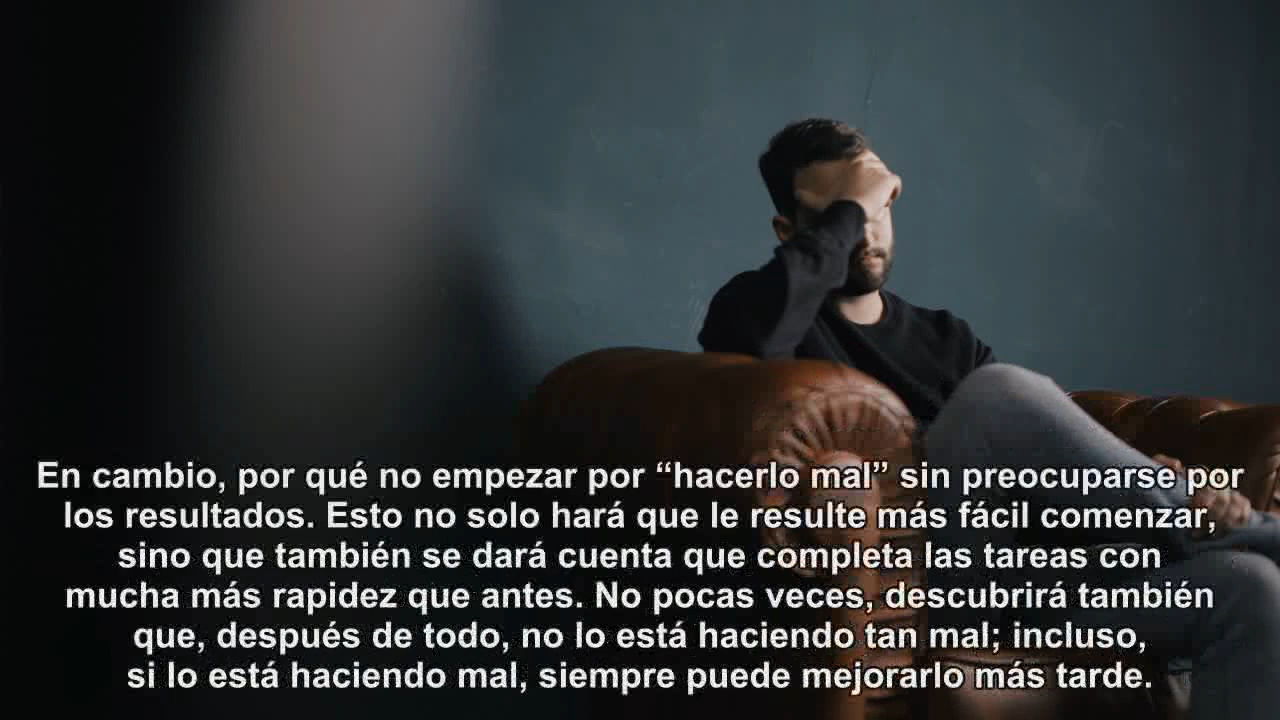 En cambio, por qué no empezar por “hacerlo mal” sin preocuparse por
los resultados. Esto no solo hará que le resulte más fácil comenzar,
sino que también se dará cuenta que completa las tareas con
mucha más rapidez que antes. No pocas veces, descubrirá también
que, después de todo, no lo está haciendo tan mal; incluso,
si lo está haciendo mal, siempre puede mejorarlo más tarde.